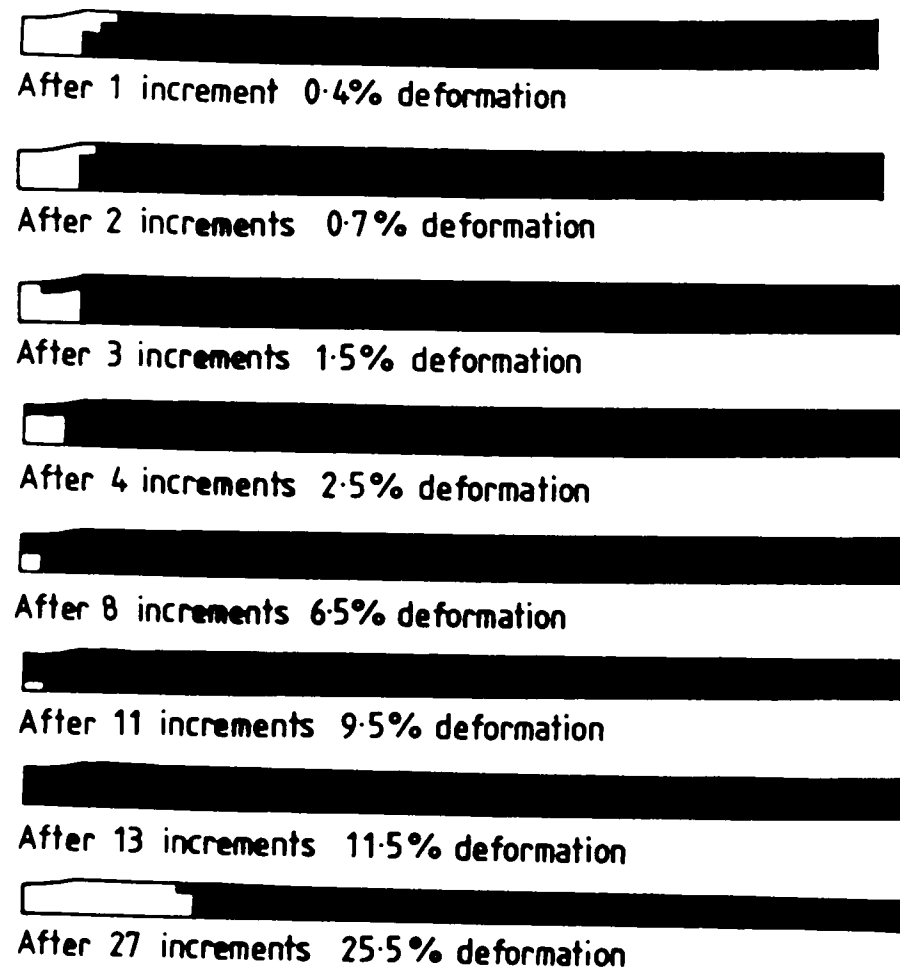 After 1 increment 0·4% deformation
After 2 increments 0·7% deformation
After 3 increments 1·5% deformation
After 4 increments 2·5% deformation
After 8 increments 6·5% deformation
After 11 increments 9·5% deformation
After 13 increments 11·5% deformation
After 27 increments 25·5% deformation